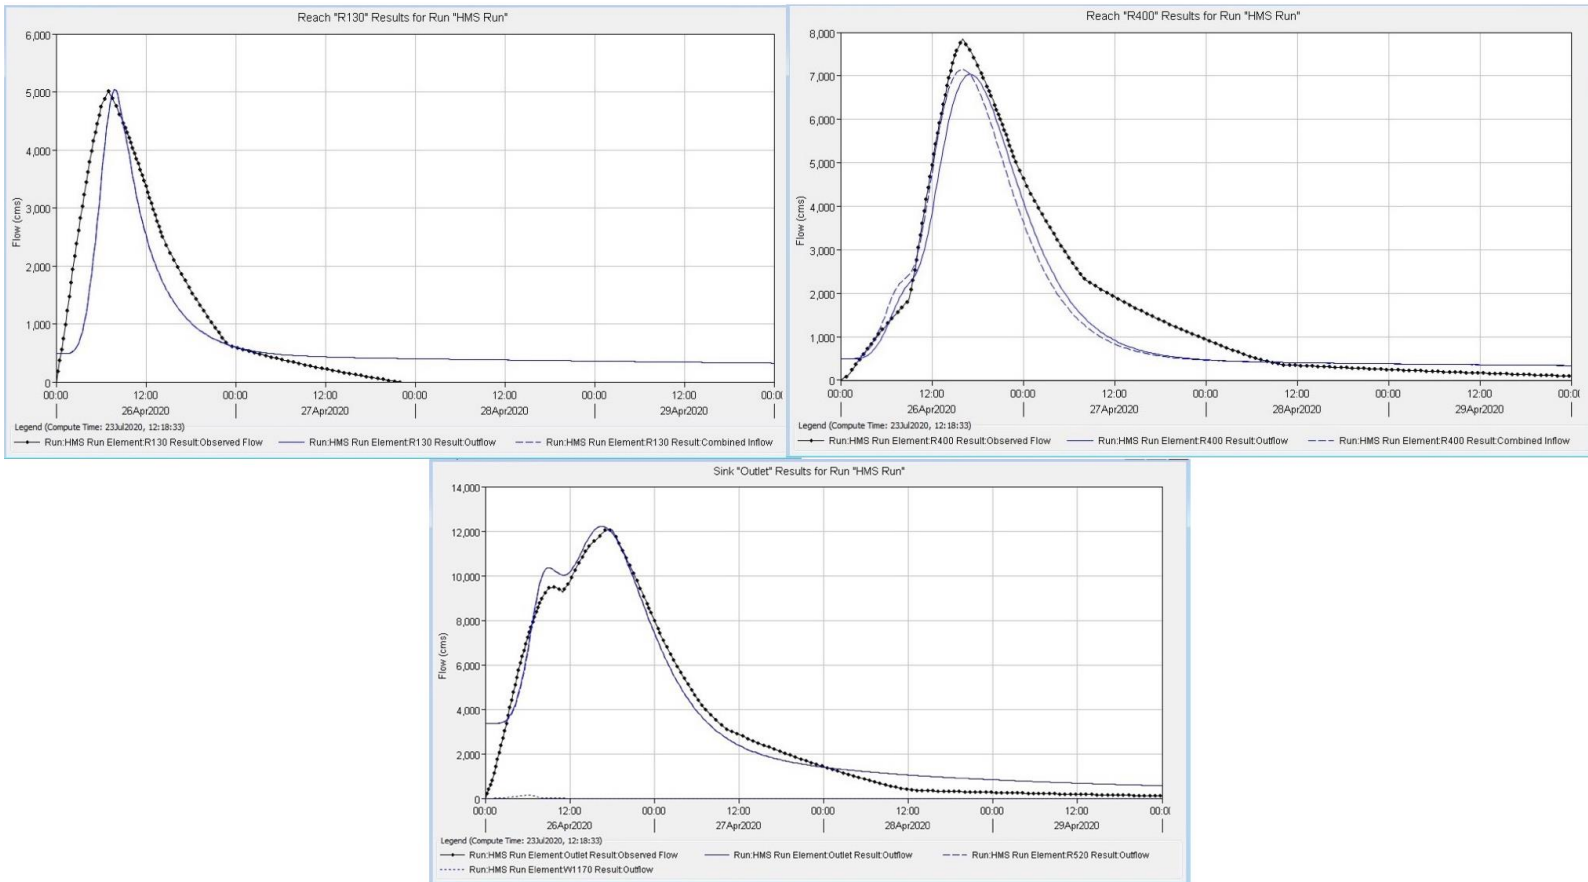 Reach "R130" Results for Run "HMS Run"
6,000
5,000
4,000
3,000
2,000
1,000
0
Flow (cms)
00:00 12:00 00:00 12:00 00:00 12:00 00:00 12:00 00:00
26Apr2020 27Apr2020 28Apr2020 29Apr2020
Legend (Compute Time: 23Jul2020, 12:18:33)
Run:HMS Run Element:R130 Result:Observed Flow Run:HMS Run Element:R130 Result:Outflow Run:HMS Run Element:R130 Result:Combined Inflow
Reach "R400" Results for Run "HMS Run"
8,000
7,000
6,000
5,000
4,000
3,000
2,000
1,000
0
Flow (cms)
00:00 12:00 00:00 12:00 00:00 12:00 00:00 12:00 00:0
26Apr2020 27Apr2020 28Apr2020 29Apr2020
Legend (Compute Time: 23Jul2020, 12:18:33)
Run:HMS Run Element:R400 Result:Observed Flow Run:HMS Run Element:R400 Result:Outflow Run:HMS Run Element:R400 Result:Combined Inflow
Sink "Outlet" Results for Run "HMS Run"
14,000
12,000
10,000
8,000
6,000
4,000
2,000
0
Flow (cms)
00:00 12:00 00:00 12:00 00:00 12:00 00:00 12:00 00:00
26Apr2020 27Apr2020 28Apr2020 29Apr2020
Legend (Compute Time: 23Jul2020, 12:18:33)
Run:HMS Run Element:Outlet Result:Observed Flow Run:HMS Run Element:Outlet Result:Outflow Run:HMS Run Element:R520 Result:Outflow
Run:HMS Run Element:W1170 Result:Outflow